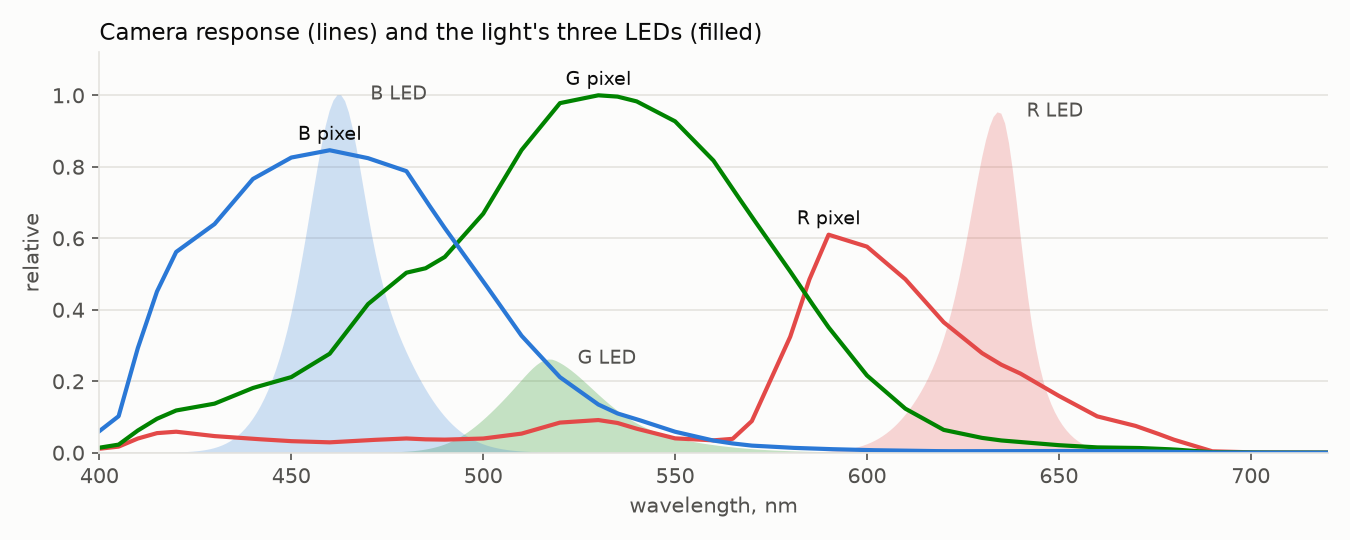 Camera response (lines) and the light's three LEDs (filled)
G pixel
B LED
R LED
B pixel
R pixel
G LED
relative
1.0
0.8
0.6
0.4
0.2
0.0
400 450 500 550 600 650 700
wavelength, nm